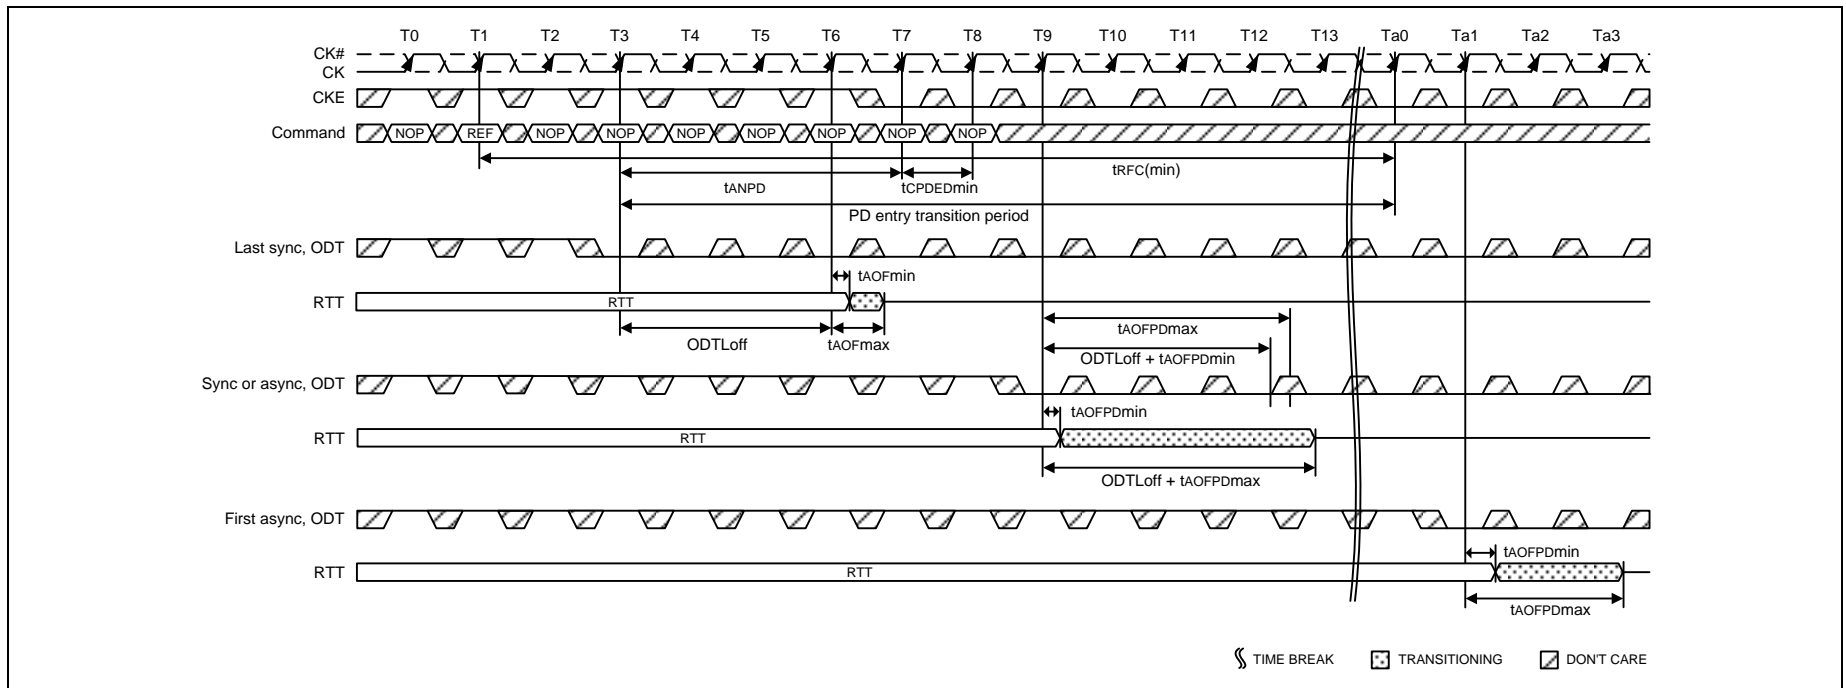 T0 T1 T2 T3 T4 T5 T6 T7 T8 T9 T10 T11 T12 T13 Ta0 Ta1 Ta2 Ta3
CK#
CK
CKE
Command NOP REF NOP NOP NOP NOP NOP NOP NOP
tRFC(min)
tANPD tCPDEDmin
PD entry transition period
Last sync, ODT
tAOFmin
RTT RTT
tAOFPDmax
ODTLoff tAOFmax
ODTLoff + tAOFPDmin
Sync or async, ODT
tAOFPDmin
RTT RTT
ODTLoff + tAOFPDmax
First async, ODT
tAOFPDmin
RTT RTT
tAOFPDmax
TIME BREAK TRANSITIONING DON'T CARE